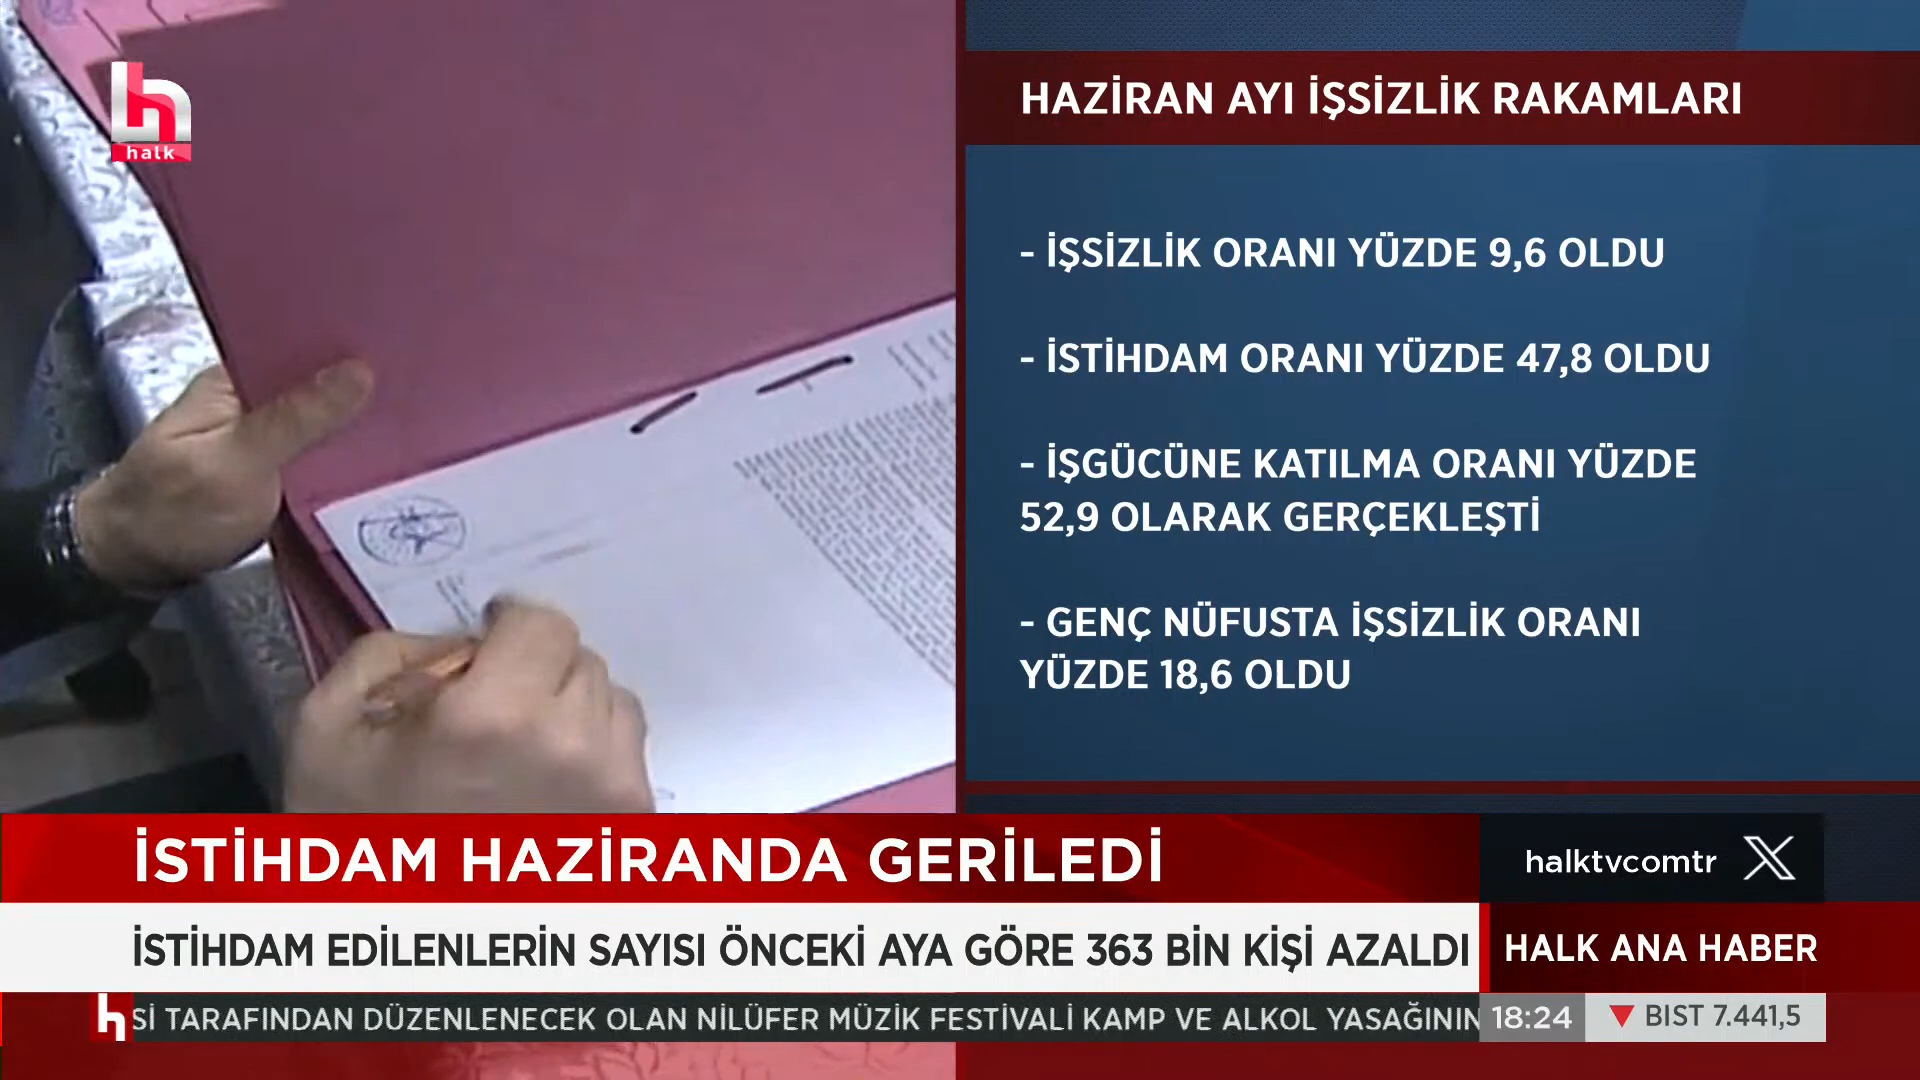 halk
HAZİRAN AYI İŞSİZLİK RAKAMLARI
- İŞSİZLİK ORANI YÜZDE 9,6 OLDU
- İSTİHDAM ORANI YÜZDE 47,8 OLDU
- İŞGÜCÜNE KATILMA ORANI YÜZDE
52,9 OLARAK GERÇEKLEŞTİ
- GENÇ NÜFUSTA İŞSİZLİK ORANI
YÜZDE 18,6 OLDU
İSTİHDAM HAZİRANDA GERİLEDİ
halktvcomtr
İSTİHDAM EDİLENLERİN SAYISI ÖNCEKİ AYA GÖRE 363 BİN KİŞİ AZALDI
HALK ANA HABER
Sİ TARAFINDAN DÜZENLENECEK OLAN NİLÜFER MÜZİK FESTİVALİ KAMP VE ALKOL YASAĞININ
18:24
BIST 7.441,5